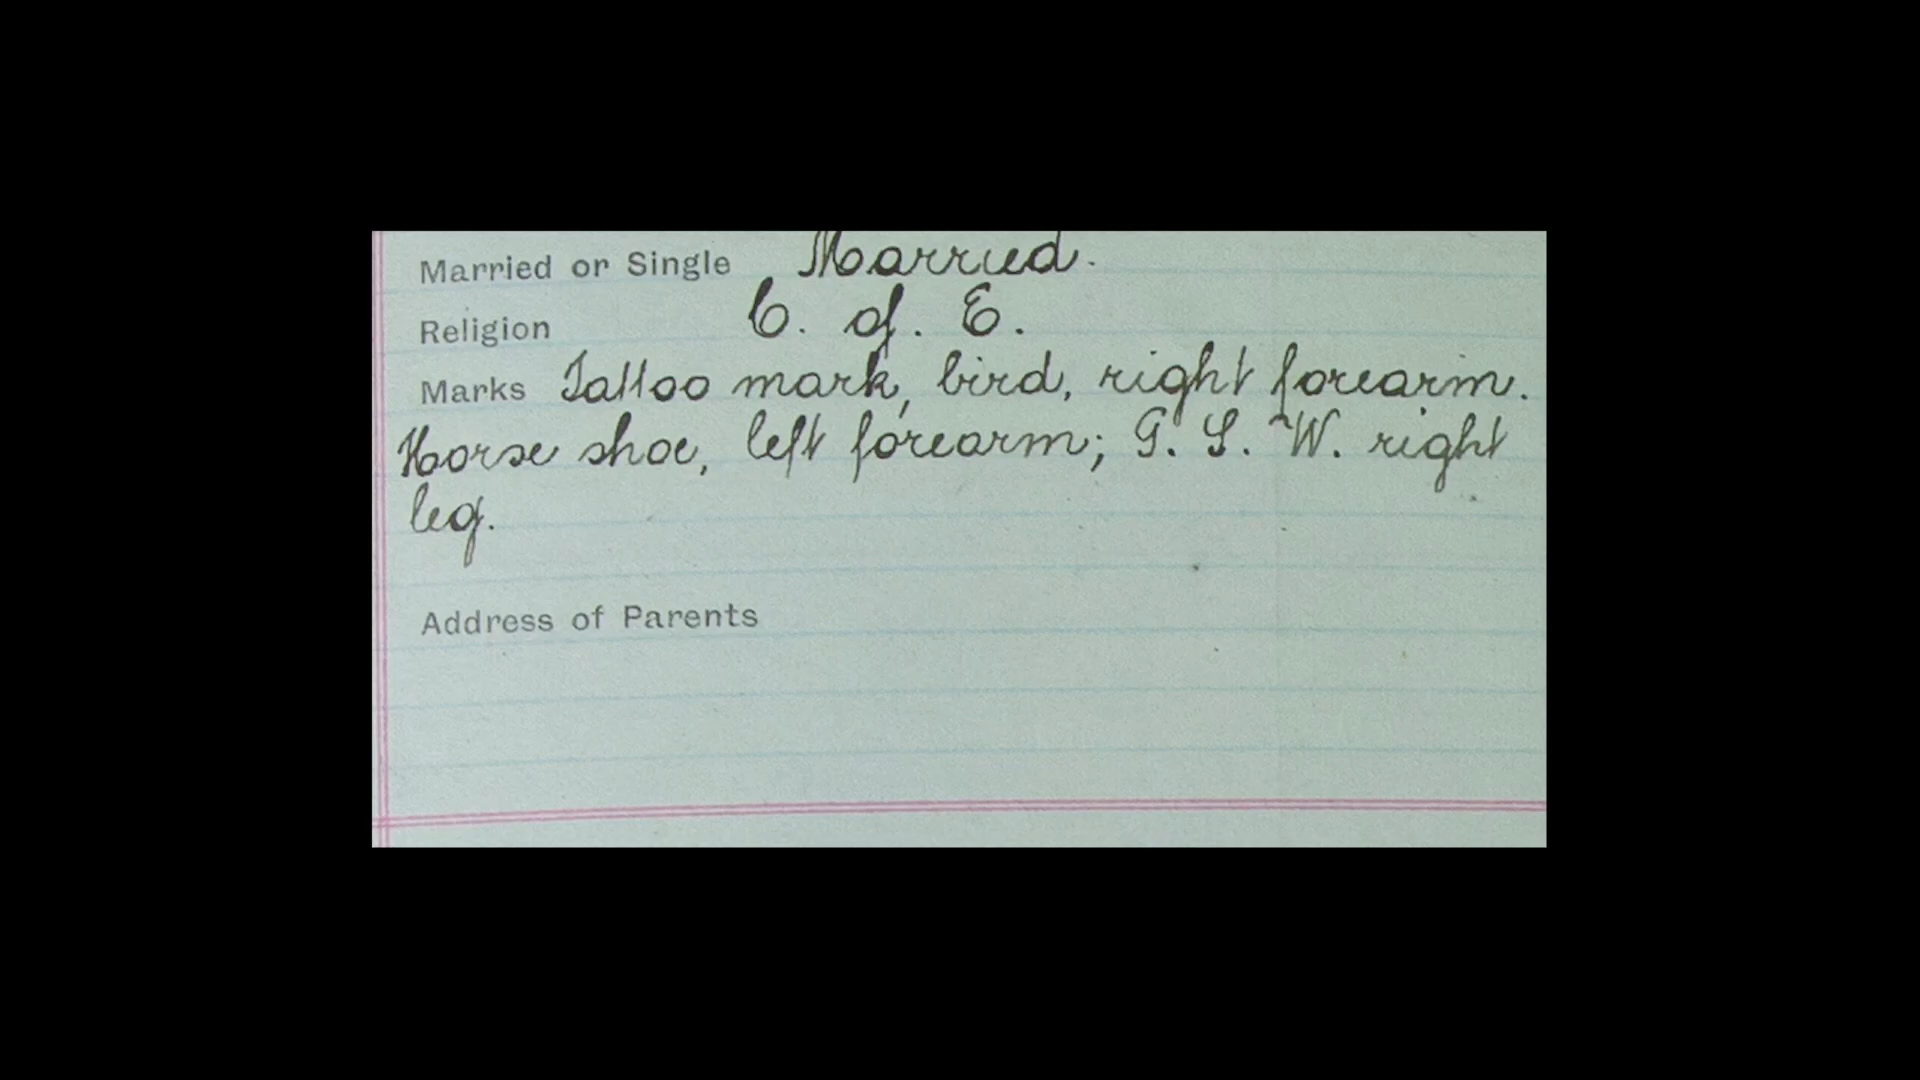 Married or Single Married.
Religion C. of. E.
Marks Tattoo mark, bird, right forearm.
Horse shoe, left forearm; G. S. W. right
leg.
Address of Parents